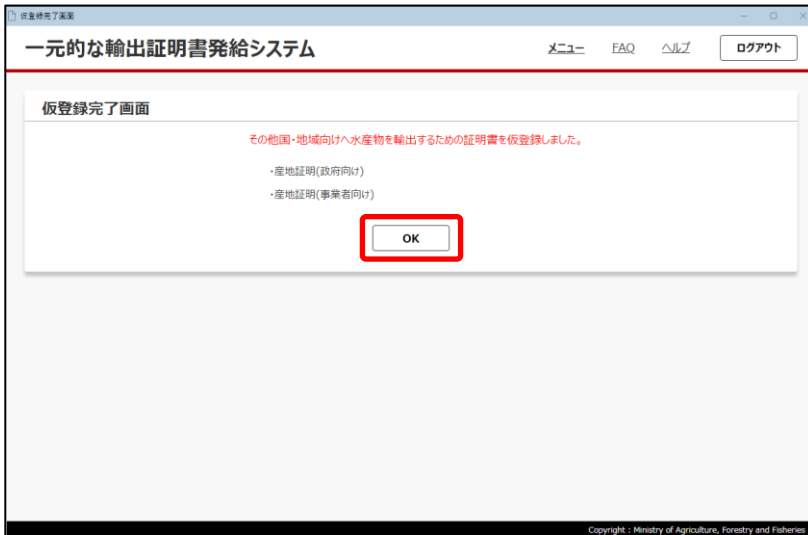 仮登録完了画面
一元的な輸出証明書発給システム
メニュー FAQ ヘルプ ログアウト
仮登録完了画面
その他国・地域向けへ水産物を輸出するための証明書を仮登録しました。
・産地証明(政府向け)
・産地証明(事業者向け)
OK
Copyright : Ministry of Agriculture, Forestry and Fisheries